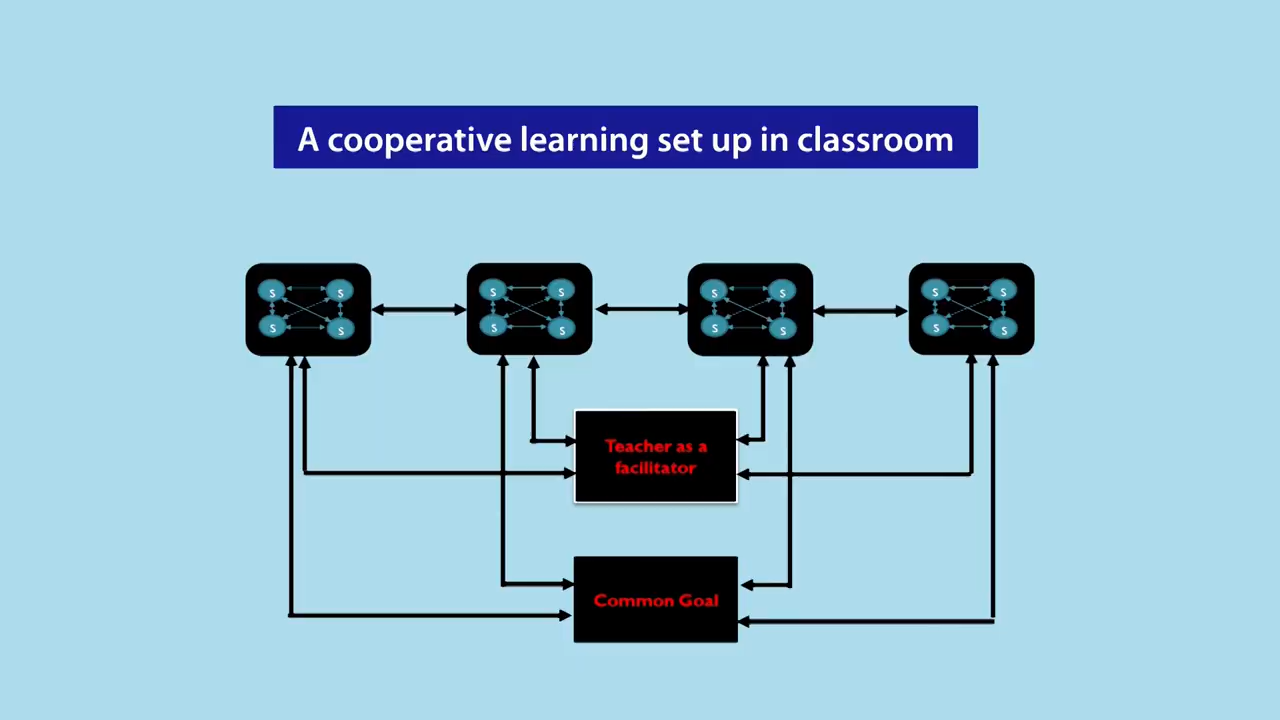 A cooperative learning set up in classroom
S S S S S S S S
S S S S S S S S
Teacher as a
facilitator
Common Goal